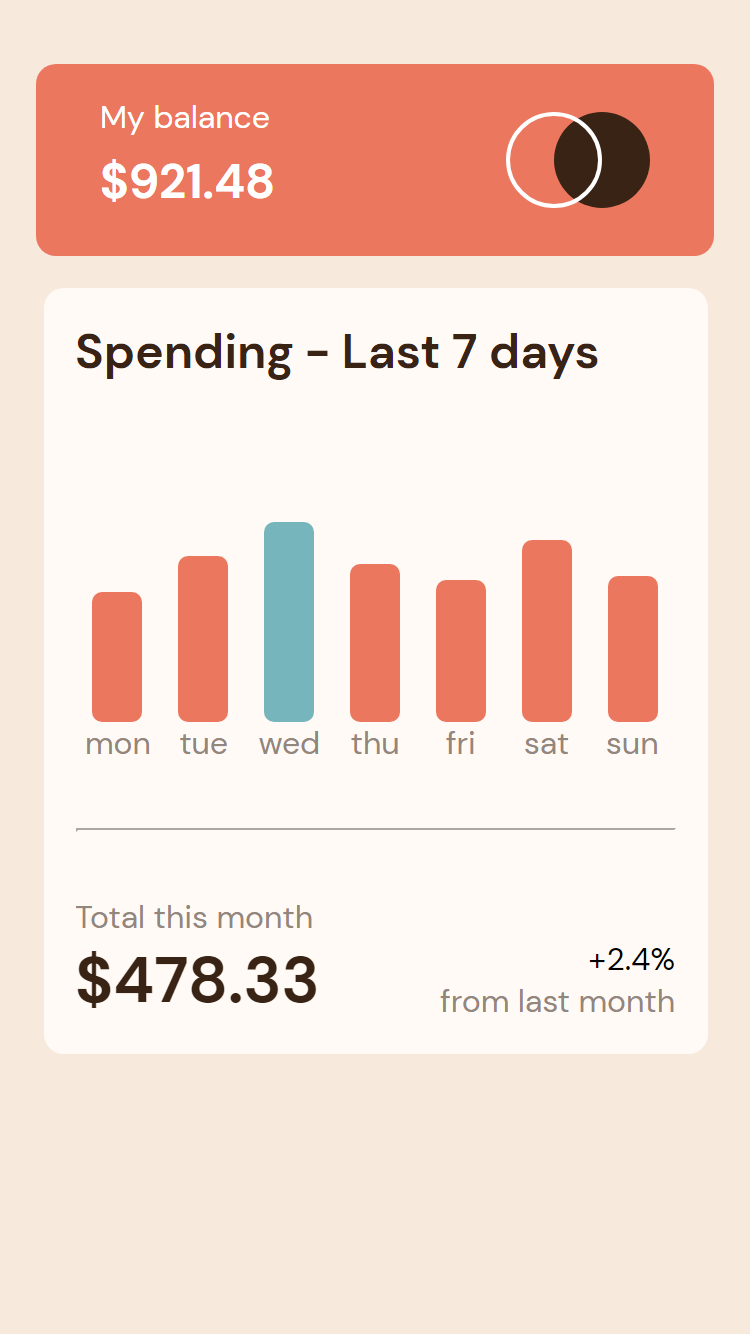 My balance
$921.48
Spending - Last 7 days
mon tue wed thu fri sat sun
Total this month
$478.33
+2.4%
from last month